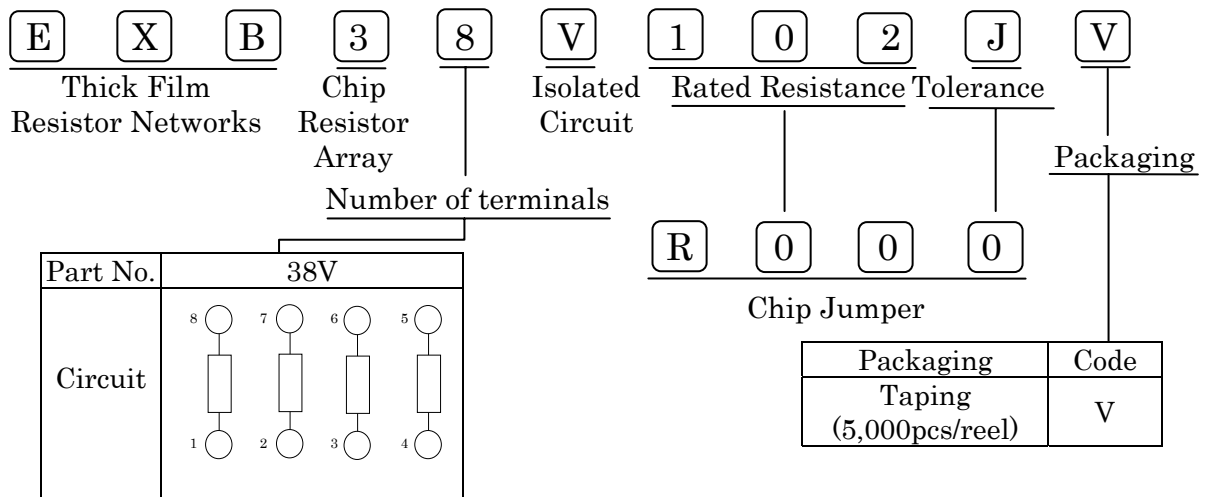 E X B 3 8 V 1 0 2 J V
Thick Film
Resistor Networks
Chip
Resistor
Array
Isolated
Circuit
Rated Resistance
Tolerance
Packaging
Number of terminals
R 0 0 0
Chip Jumper
Part No. 38V
Circuit
8 7 6 5
1 2 3 4
Packaging Code
Taping
(5,000pcs/reel)
V